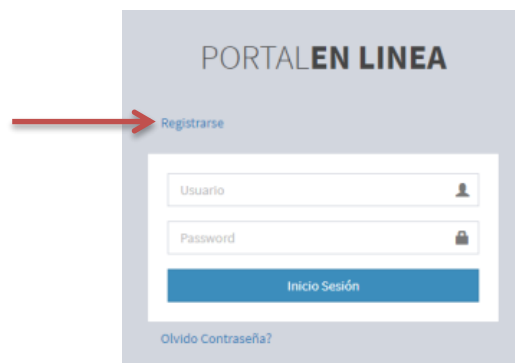 PORTALEN LINEA
Registrarse
Usuario
Password
Inicio Sesión
Olvido Contraseña?